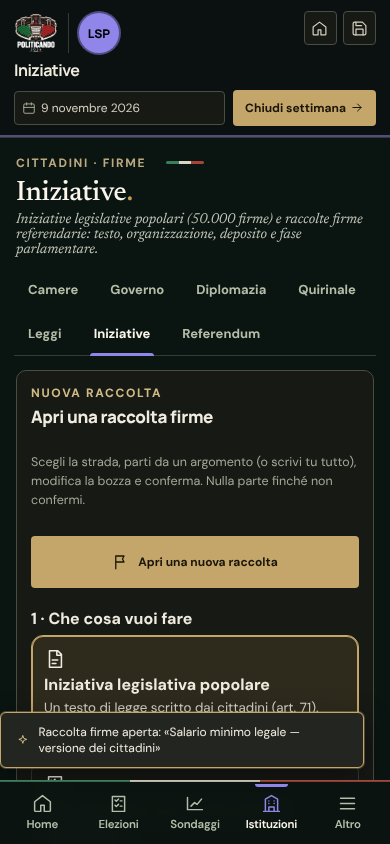 POLITICANDO
LSP
Iniziative
9 novembre 2026
Chiudi settimana →
CITTADINI · FIRME
Iniziative.
Iniziative legislative popolari (50.000 firme) e raccolte firme
referendarie: testo, organizzazione, deposito e fase
parlamentare.
Camere
Governo
Diplomazia
Quirinale
Leggi
Iniziative
Referendum
NUOVA RACCOLTA
Apri una raccolta firme
Scegli la strada, parti da un argomento (o scrivi tu tutto),
modifica la bozza e conferma. Nulla parte finché non
confermi.
Apri una nuova raccolta
1 · Che cosa vuoi fare
Iniziativa legislativa popolare
Un testo di legge scritto dai cittadini (art. 71).
Raccolta firme aperta: «Salario minimo legale —
versione dei cittadini»
Home
Elezioni
Sondaggi
Istituzioni
Altro